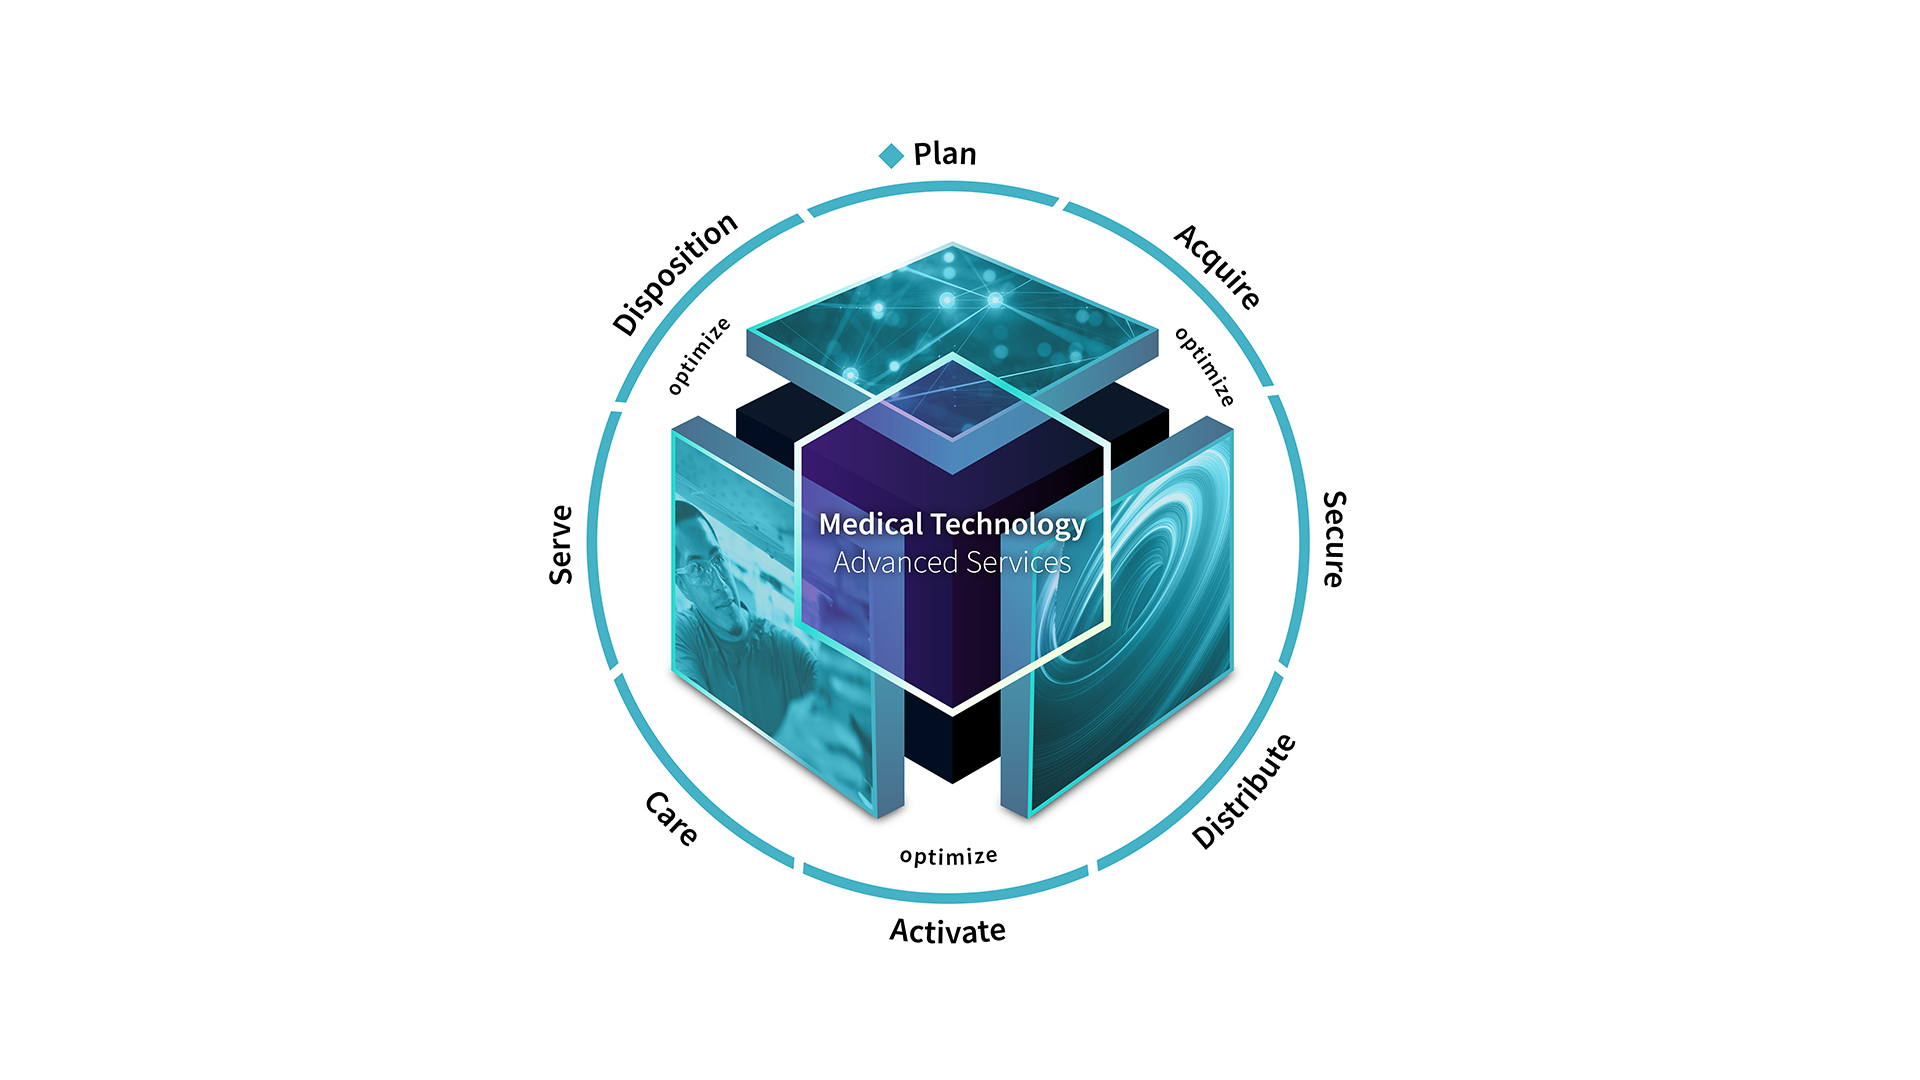 Plan
Acquire
Secure
Distribute
Activate
Care
Serve
Disposition
optimize
optimize
optimize
Medical Technology
Advanced Services